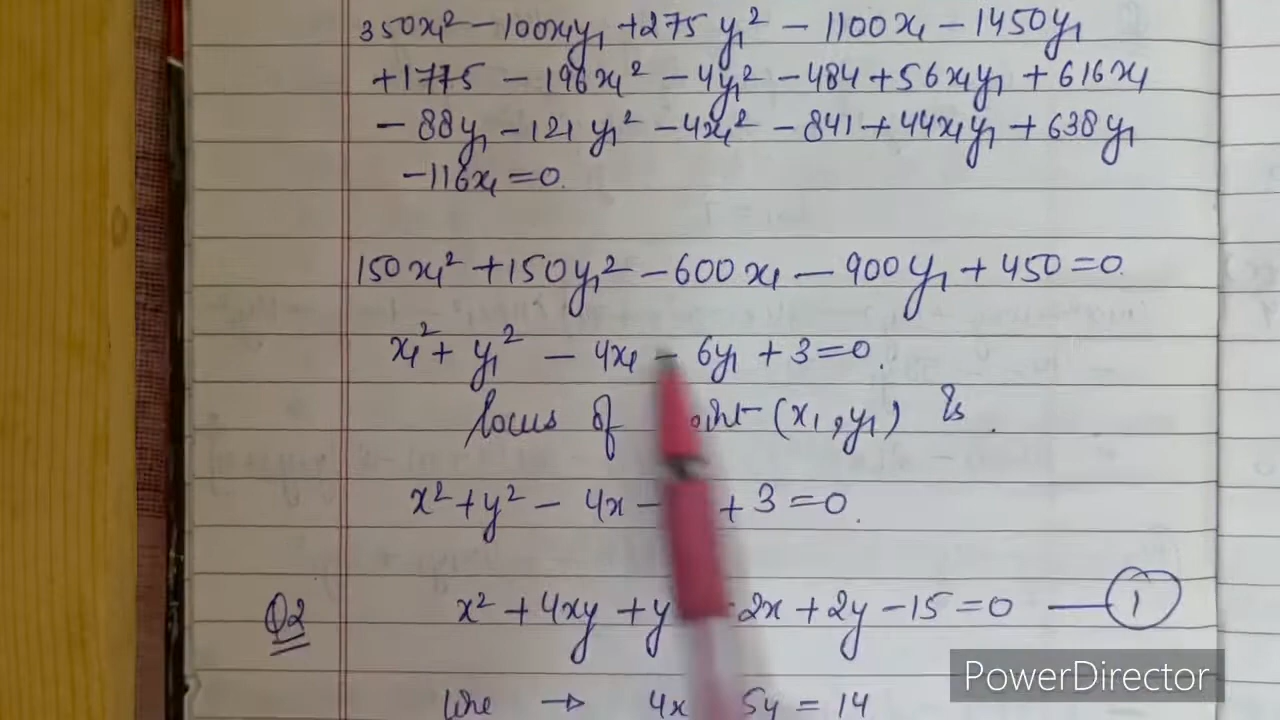 350x₁² - 100x₁y₁ + 275y₁² - 1100x₁ - 1450y₁
+1775 - 196x₁² - 4y₁² - 484 + 56x₁y₁ + 616x₁
- 88y₁ - 121y₁² - 4x₁² - 841 + 44x₁y₁ + 638y₁
-116x₁ = 0.
150x₁² + 150y₁² - 600x₁ - 900y₁ + 450 = 0.
x₁² + y₁² - 4x₁ - 6y₁ + 3 = 0.
locus of (x₁, y₁) is.
x² + y² - 4x - + 3 = 0.
Q2 x² + 4xy + y 2x + 2y - 15 = 0 — 1
line → 4x 5y = 14
PowerDirector